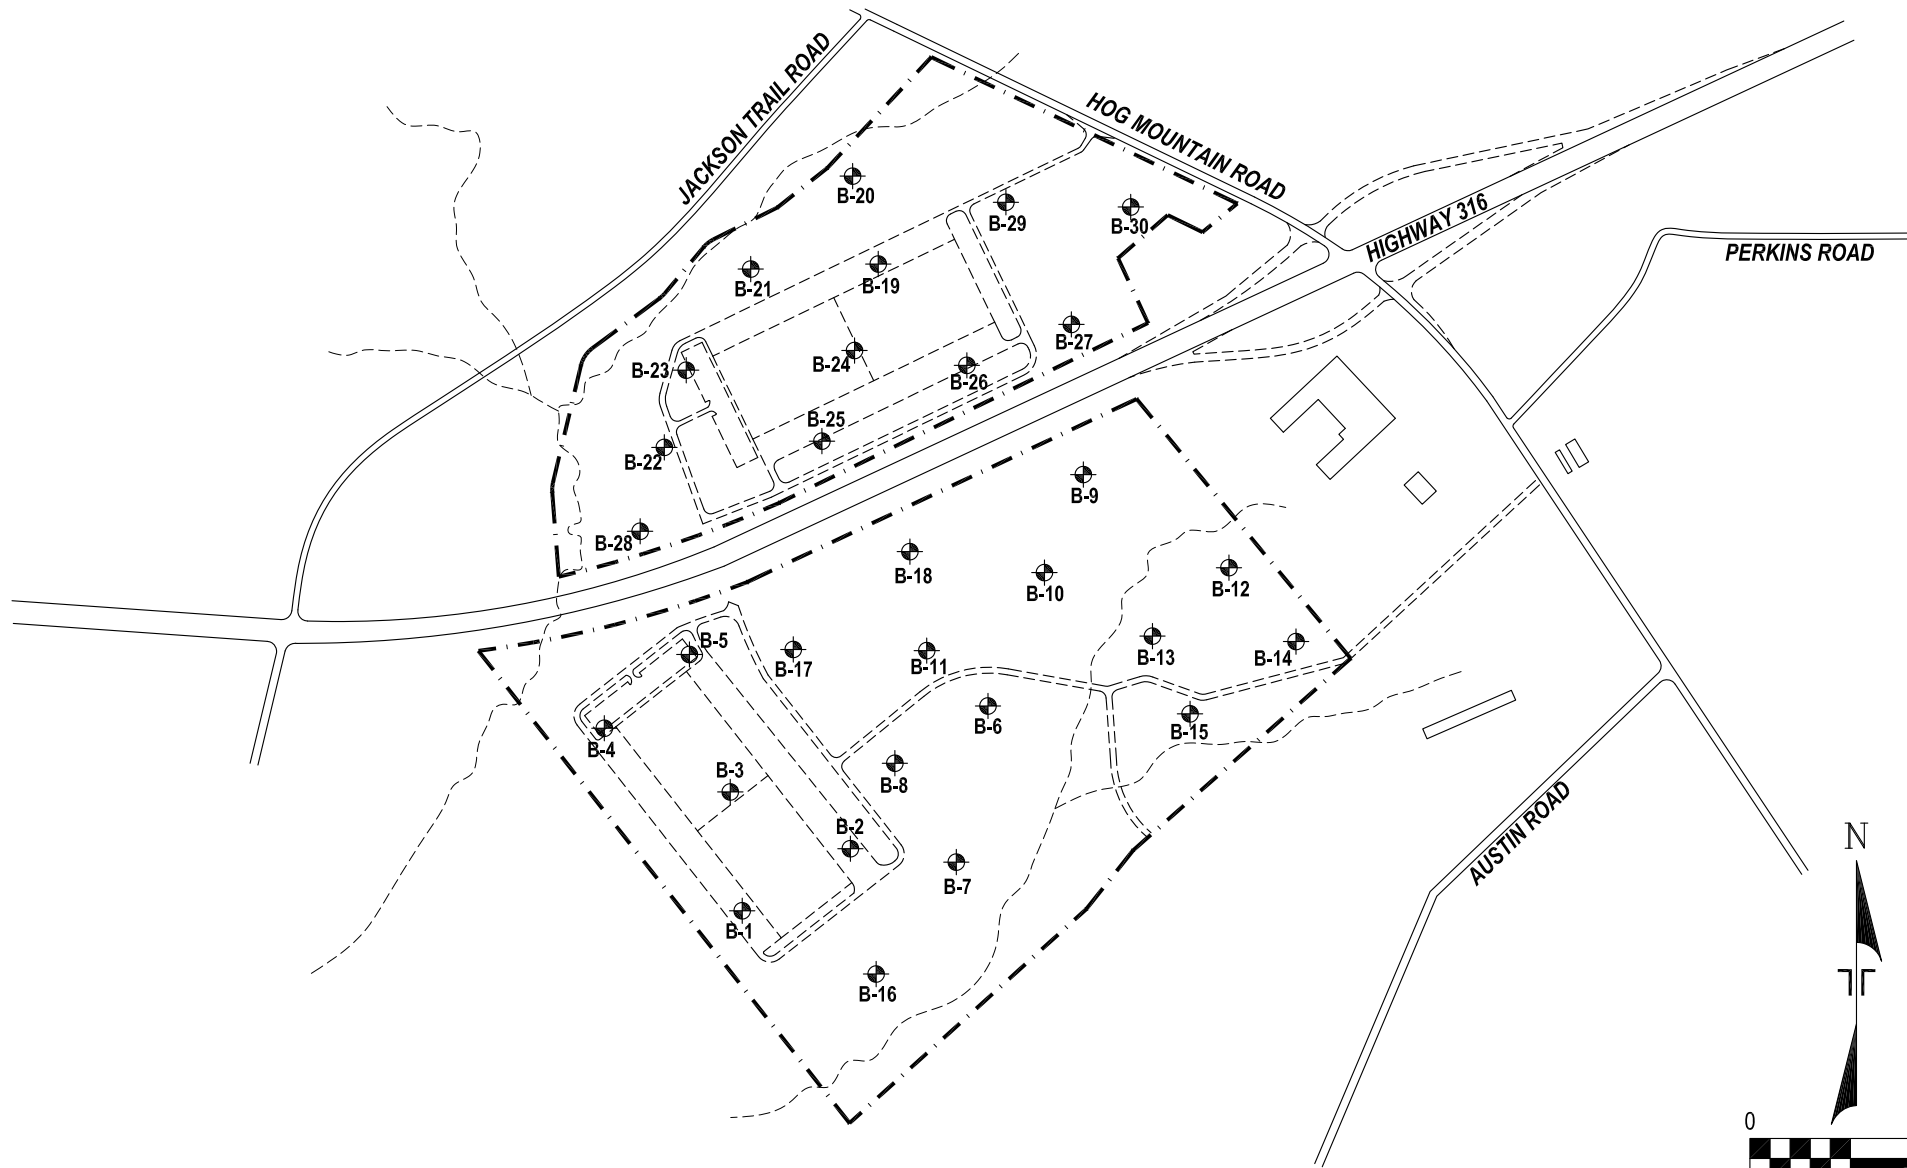 JACKSON TRAIL ROAD
HOG MOUNTAIN ROAD
B-20
B-29
B-30
HIGHWAY 316
PERKINS ROAD
B-21
B-19
B-27
B-23
B-24
B-26
B-25
B-22
B-9
B-28
B-18
B-10
B-12
B-5
B-17
B-11
B-13
B-14
B-6
B-15
B-4
B-3
B-8
B-2
B-7
AUSTIN ROAD
N
B-1
B-16
0